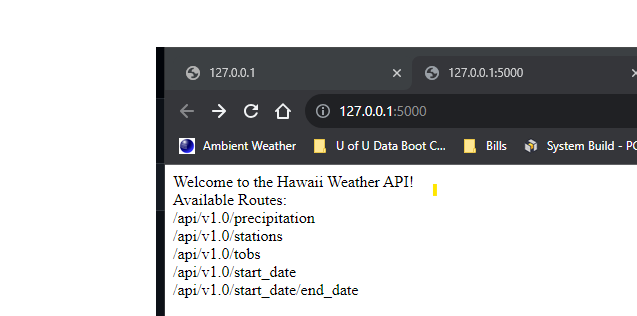 127.0.0.1
127.0.0.1:5000
127.0.0.1:5000
Ambient Weather
U of U Data Boot C...
Bills
System Build - PC
Welcome to the Hawaii Weather API!
Available Routes:
/api/v1.0/precipitation
/api/v1.0/stations
/api/v1.0/tobs
/api/v1.0/start_date
/api/v1.0/start_date/end_date